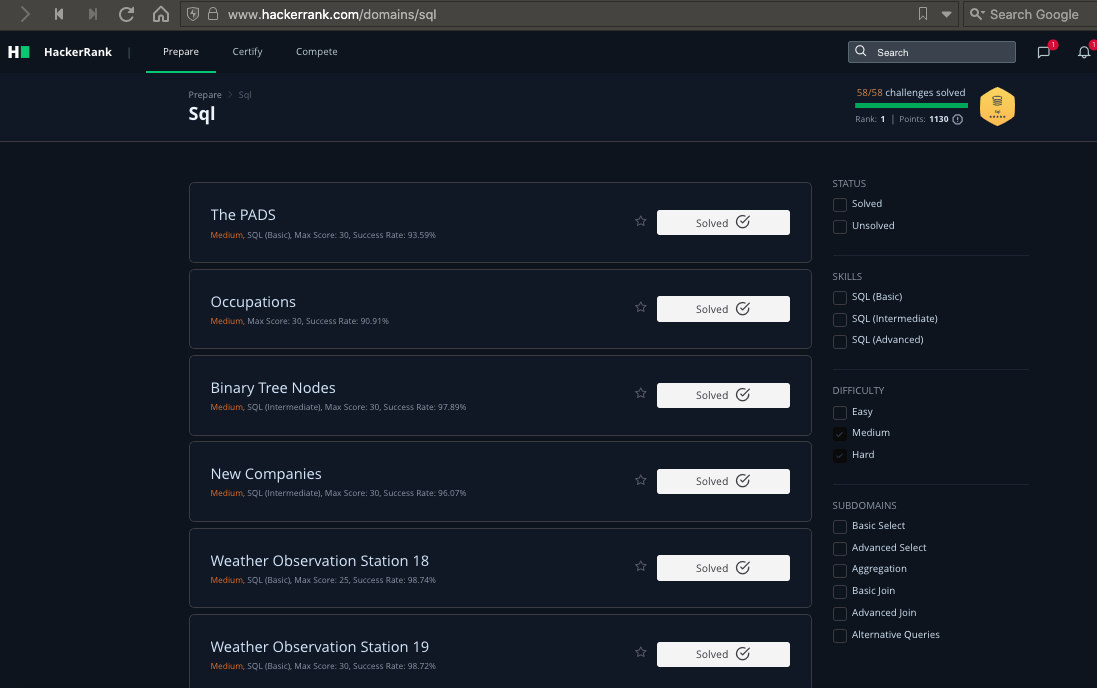 www.hackerrank.com/domains/sql
Search Google
H
HackerRank |
Prepare
Certify
Compete
Search
1
1
Prepare > Sql
Sql
58/58 challenges solved
Rank: 1 | Points: 1130
sql
The PADS
Medium, SQL (Basic), Max Score: 30, Success Rate: 93.59%
Solved
Occupations
Medium, Max Score: 30, Success Rate: 90.91%
Solved
Binary Tree Nodes
Medium, SQL (Intermediate), Max Score: 30, Success Rate: 97.89%
Solved
New Companies
Medium, SQL (Intermediate), Max Score: 30, Success Rate: 96.07%
Solved
Weather Observation Station 18
Medium, SQL (Basic), Max Score: 25, Success Rate: 98.74%
Solved
Weather Observation Station 19
Medium, SQL (Basic), Max Score: 30, Success Rate: 98.72%
Solved
STATUS
Solved
Unsolved
SKILLS
SQL (Basic)
SQL (Intermediate)
SQL (Advanced)
DIFFICULTY
Easy
Medium
Hard
SUBDOMAINS
Basic Select
Advanced Select
Aggregation
Basic Join
Advanced Join
Alternative Queries